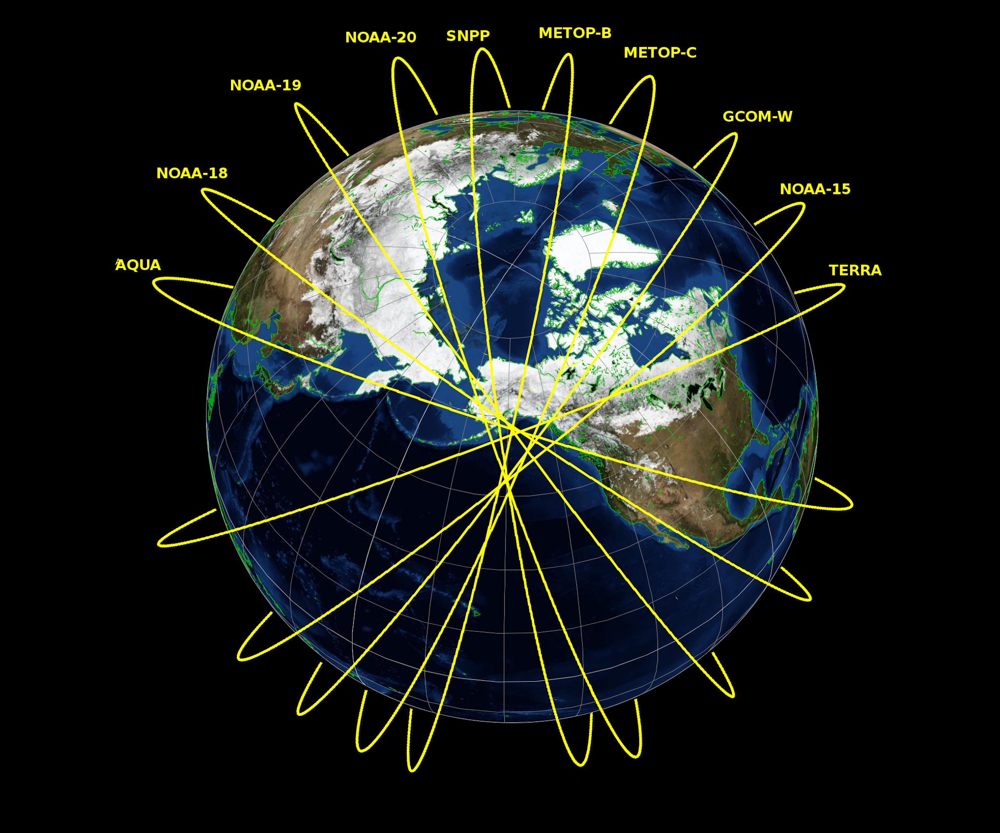 METOP-B
SNPP
NOAA-20
METOP-C
NOAA-19
GCOM-W
NOAA-18
NOAA-15
AQUA
TERRA